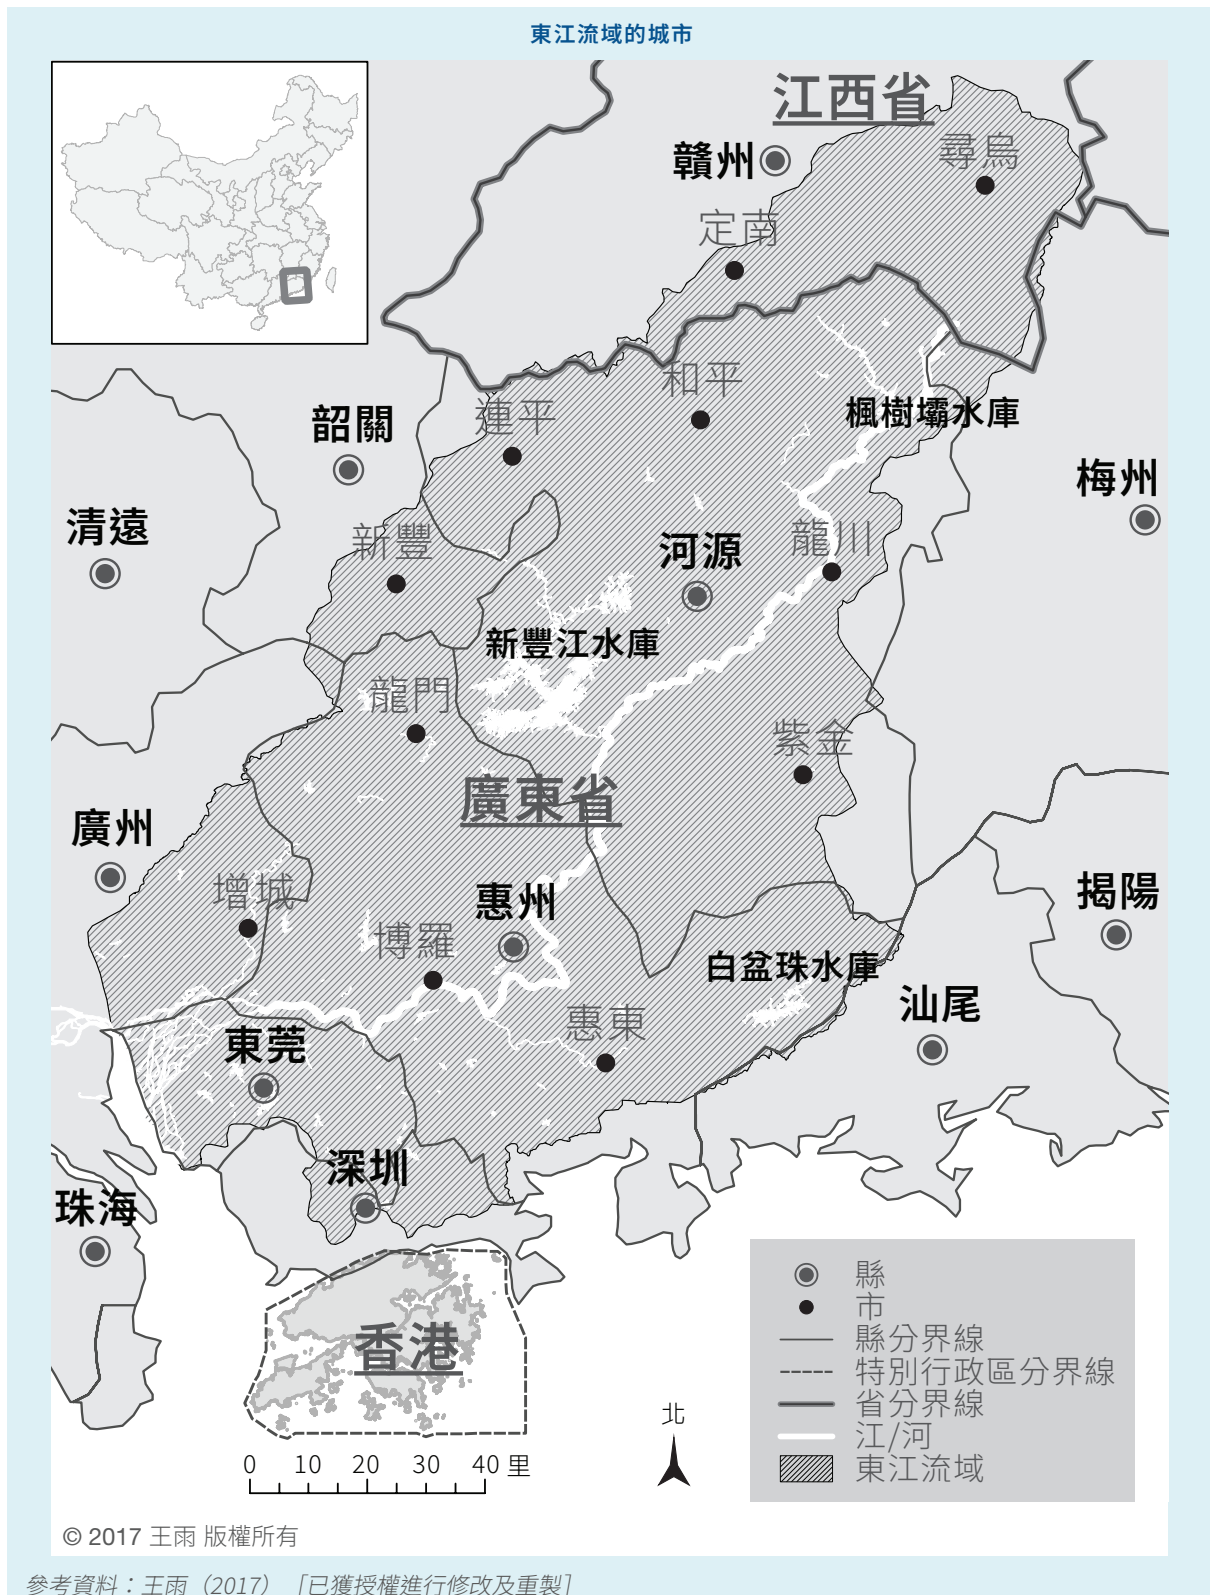 東江流域的城市
江西省
尋烏
贛州
定南
和平
楓樹壩水庫
連平
韶關
梅州
清遠
新豐
河源
龍川
新豐江水庫
龍門
紫金
廣東省
廣州
增城
惠州
揭陽
博羅
白盆珠水庫
惠東
汕尾
東莞
深圳
珠海
香港
縣
市
縣分界線
特別行政區分界線
省分界線
江/河
東江流域
北
0 10 20 30 40 里
© 2017 王雨 版權所有
參考資料：王雨（2017）［已獲授權進行修改及重製］